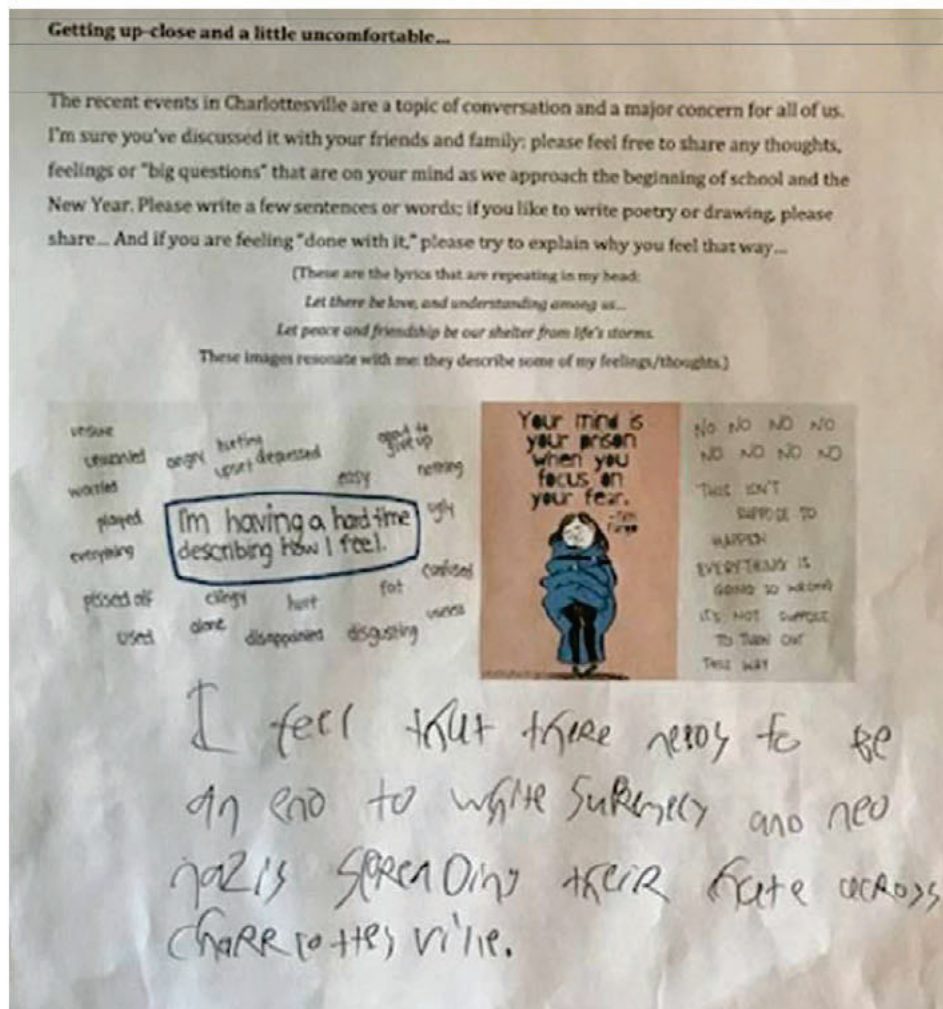 Getting up-close and a little uncomfortable...
The recent events in Charlottesville are a topic of conversation and a major concern for all of us.
I'm sure you've discussed it with your friends and family; please feel free to share any thoughts,
feelings or "big questions" that are on your mind as we approach the beginning of school and the
New Year. Please write a few sentences or words; if you like to write poetry or drawing, please
share... And if you are feeling "done with it," please try to explain why you feel that way...
(These are the lyrics that are repeating in my head:
Let there be love, and understanding among us...
Let peace and friendship be our shelter from life's storms.
These images resonate with me: they describe some of my feelings/thoughts.)
unwanted angry hurting upset depressed give up
worried easy nothing
played ugly
everything
I'm having a hard time
describing how I feel.
confused
pissed off clingy hurt fat
used alone disappointed disgusting useless
Your mind is
your prison
when you
focus on
your fear.
NO NO NO NO
NO NO NO NO
THIS ISN'T
SUPPOSE TO
HAPPEN
EVERYTHING IS
GOING SO WRONG
IT'S NOT SUPPOSE
TO TURN OUT
THIS WAY
I feel that there needs to be
an end to white Supremecy and neo
nazis SpreaDing their hate across
Charrlottesville.